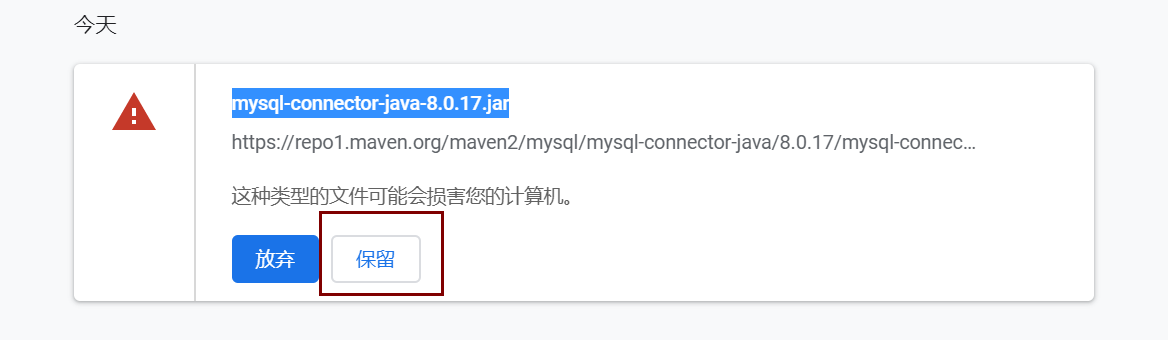 今天
mysql-connector-java-8.0.17.jar
https://repo1.maven.org/maven2/mysql/mysql-connector-java/8.0.17/mysql-connec…
这种类型的文件可能会损害您的计算机。
放弃
保留